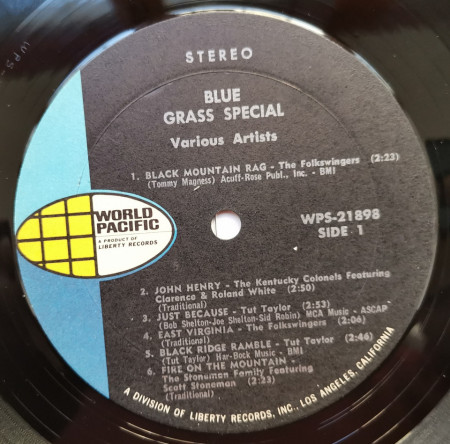 STEREO
BLUE
GRASS SPECIAL
Various Artists
1. BLACK MOUNTAIN RAG - The Folkswingers (2:23)
(Tommy Magness) Acuff-Rose Publ., Inc. - BMI
WORLD
PACIFIC
A PRODUCT OF
LIBERTY RECORDS
WPS-21898
SIDE 1
2. JOHN HENRY - The Kentucky Colonels Featuring
Clarence & Roland White (2:50)
(Traditional)
3. JUST BECAUSE - Tut Taylor (2:53)
(Bob Shelton-Joe Shelton-Sid Robin) MCA Music - ASCAP
4. EAST VIRGINIA - The Folkswingers (2:06)
(Traditional)
5. BLACK RIDGE RAMBLE - Tut Taylor (2:46)
(Tut Taylor) Har-Bock Music - BMI
6. FIRE ON THE MOUNTAIN -
The Stoneman Family Featuring
Scott Stoneman (2:23)
(Traditional)
A DIVISION OF LIBERTY RECORDS, INC., LOS ANGELES, CALIFORNIA